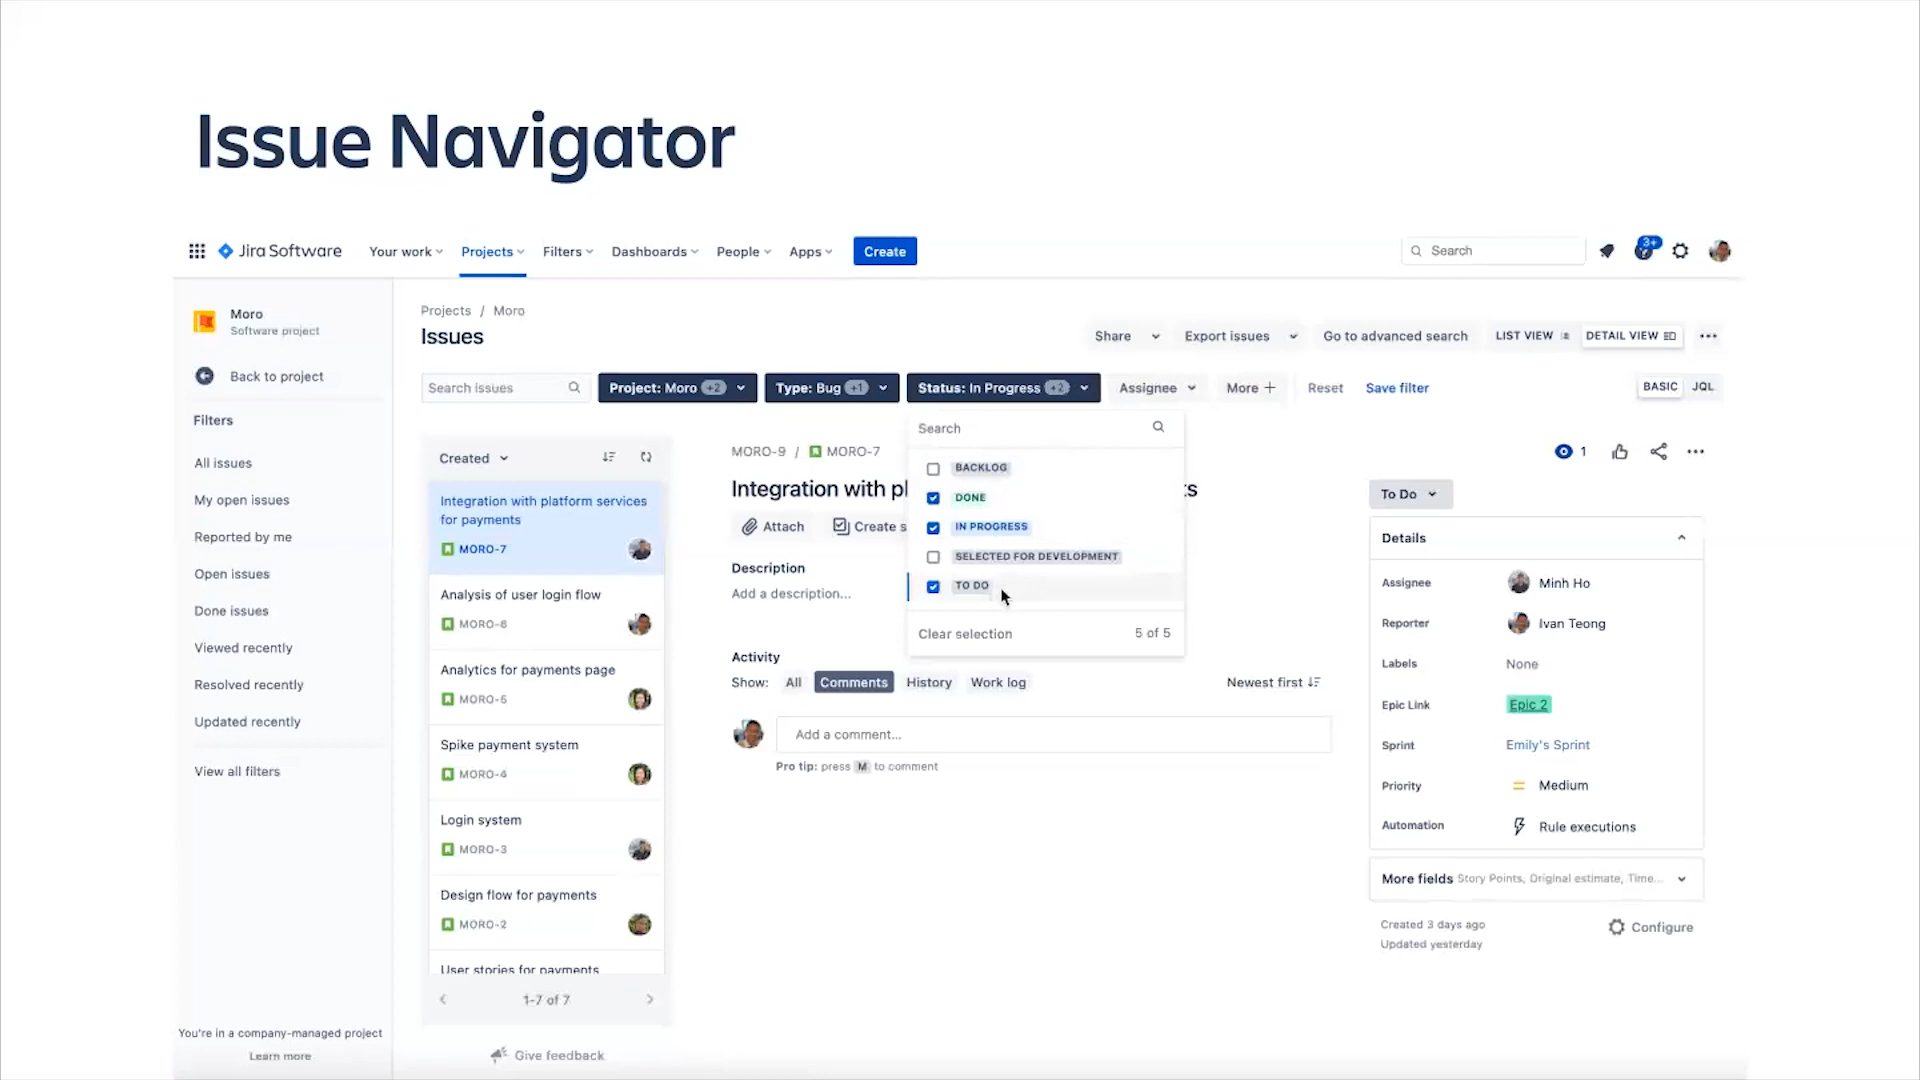 Issue Navigator
Jira Software
Your work
Projects
Filters
Dashboards
People
Apps
Create
Search
3+
Moro
Software project
Back to project
Filters
All issues
My open issues
Reported by me
Open issues
Done issues
Viewed recently
Resolved recently
Updated recently
View all filters
You're in a company-managed project
Learn more
Projects / Moro
Issues
Share
Export issues
Go to advanced search
LIST VIEW
DETAIL VIEW
Search issues
Project: Moro +2
Type: Bug +1
Status: In Progress +2
Assignee
More
Reset
Save filter
BASIC
JQL
Created
Integration with platform services
for payments
MORO-7
Analysis of user login flow
MORO-6
Analytics for payments page
MORO-5
Spike payment system
MORO-4
Login system
MORO-3
Design flow for payments
MORO-2
User stories for payments
1-7 of 7
Give feedback
MORO-9 / MORO-7
Integration with pl
ts
Attach
Create s
Description
Add a description...
Search
BACKLOG
DONE
IN PROGRESS
SELECTED FOR DEVELOPMENT
TO DO
Clear selection
5 of 5
Activity
Show:
All
Comments
History
Work log
Newest first
Add a comment...
Pro tip: press M to comment
1
To Do
Details
Assignee
Minh Ho
Reporter
Ivan Teong
Labels
None
Epic Link
Epic 2
Sprint
Emily's Sprint
Priority
Medium
Automation
Rule executions
More fields Story Points, Original estimate, Time...
Created 3 days ago
Updated yesterday
Configure